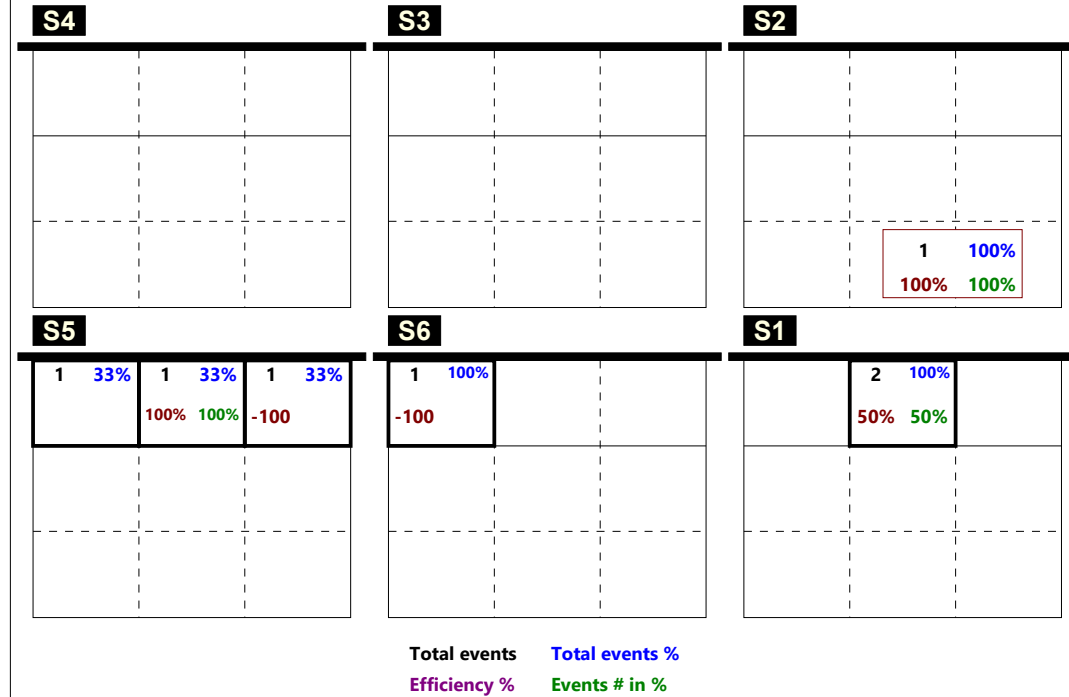 S4 S3 S2
1 100%
100% 100%
S5 S6 S1
1 33% 1 33% 1 33% 1 100% 2 100%
100% 100% -100 -100 50% 50%
Total events Total events %
Efficiency % Events # in %